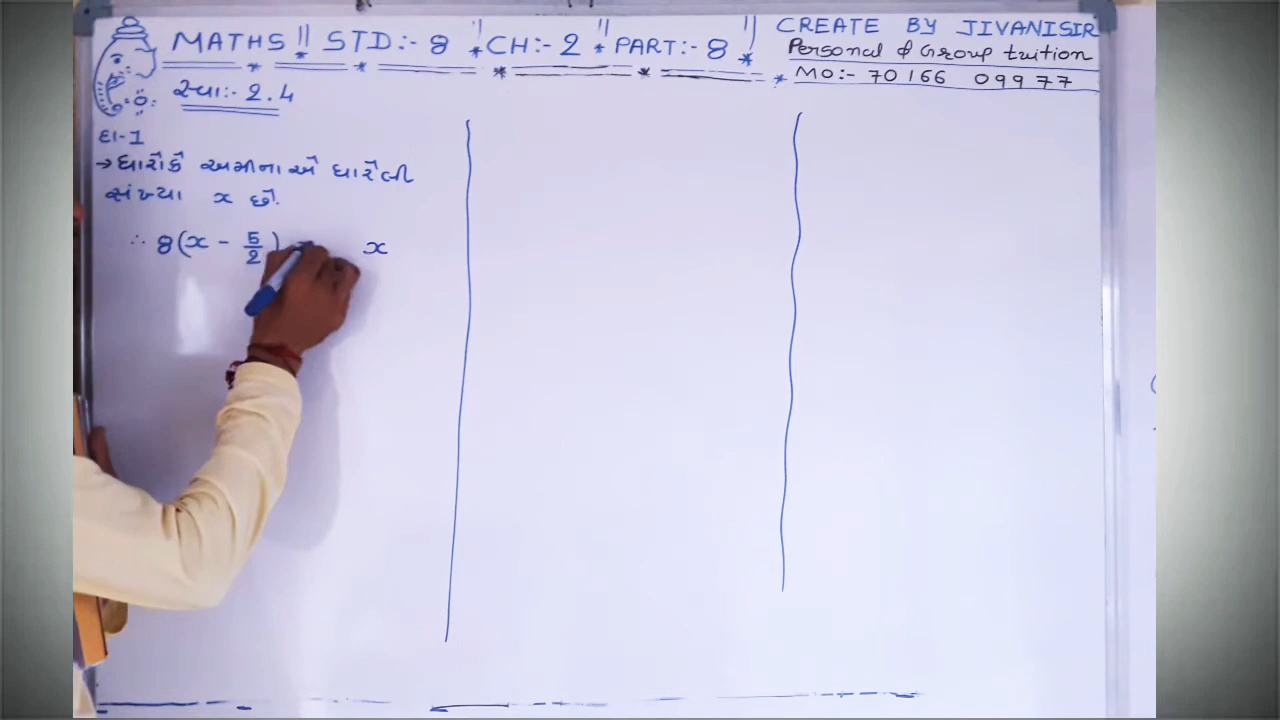 MATHS || STD:- 8 * CH:- 2 * PART:- 8 || *
CREATE BY JIVANISIR
Personal & Group tuition
MO:- 70166 09977
સ્વા:- 2.4
દા-1
→ ધારોકે અમીનાએ ધારેલી
સંખ્યા x છે.
∴ 8(x - 5/2) = x